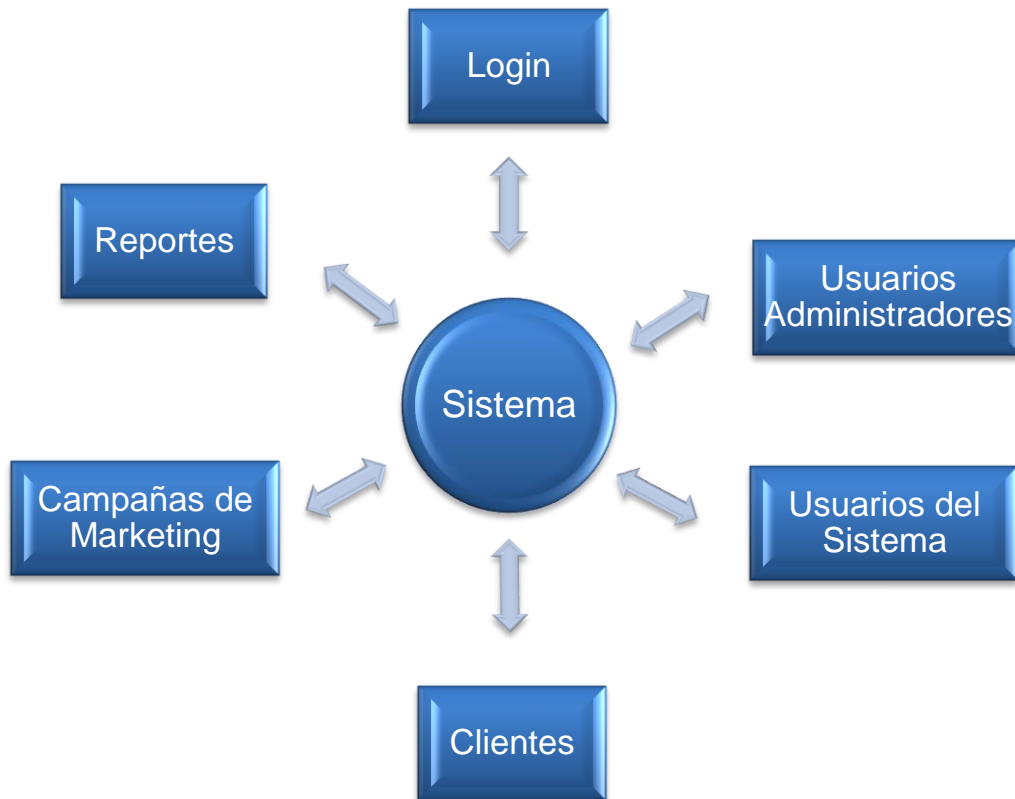 Login
Reportes
Usuarios
Administradores
Sistema
Campañas de
Marketing
Usuarios del
Sistema
Clientes